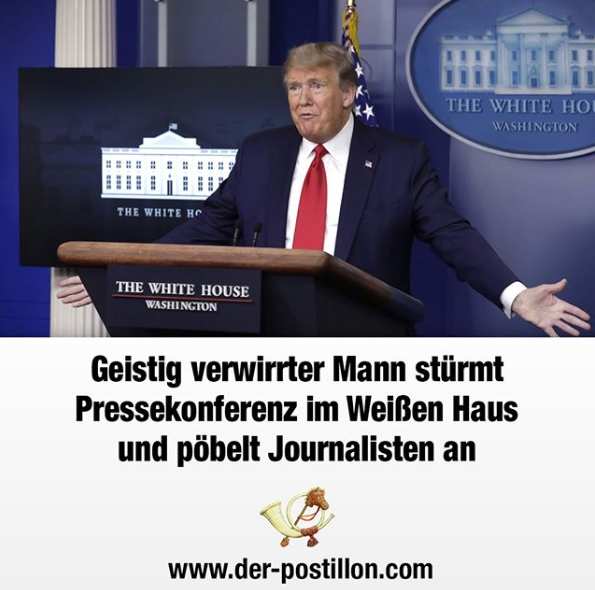 THE WHITE HO
THE WHITE HOU
WASHINGTON
THE WHITE HOUSE
WASHINGTON
Geistig verwirrter Mann stürmt
Pressekonferenz im Weißen Haus
und pöbelt Journalisten an
www.der-postillon.com